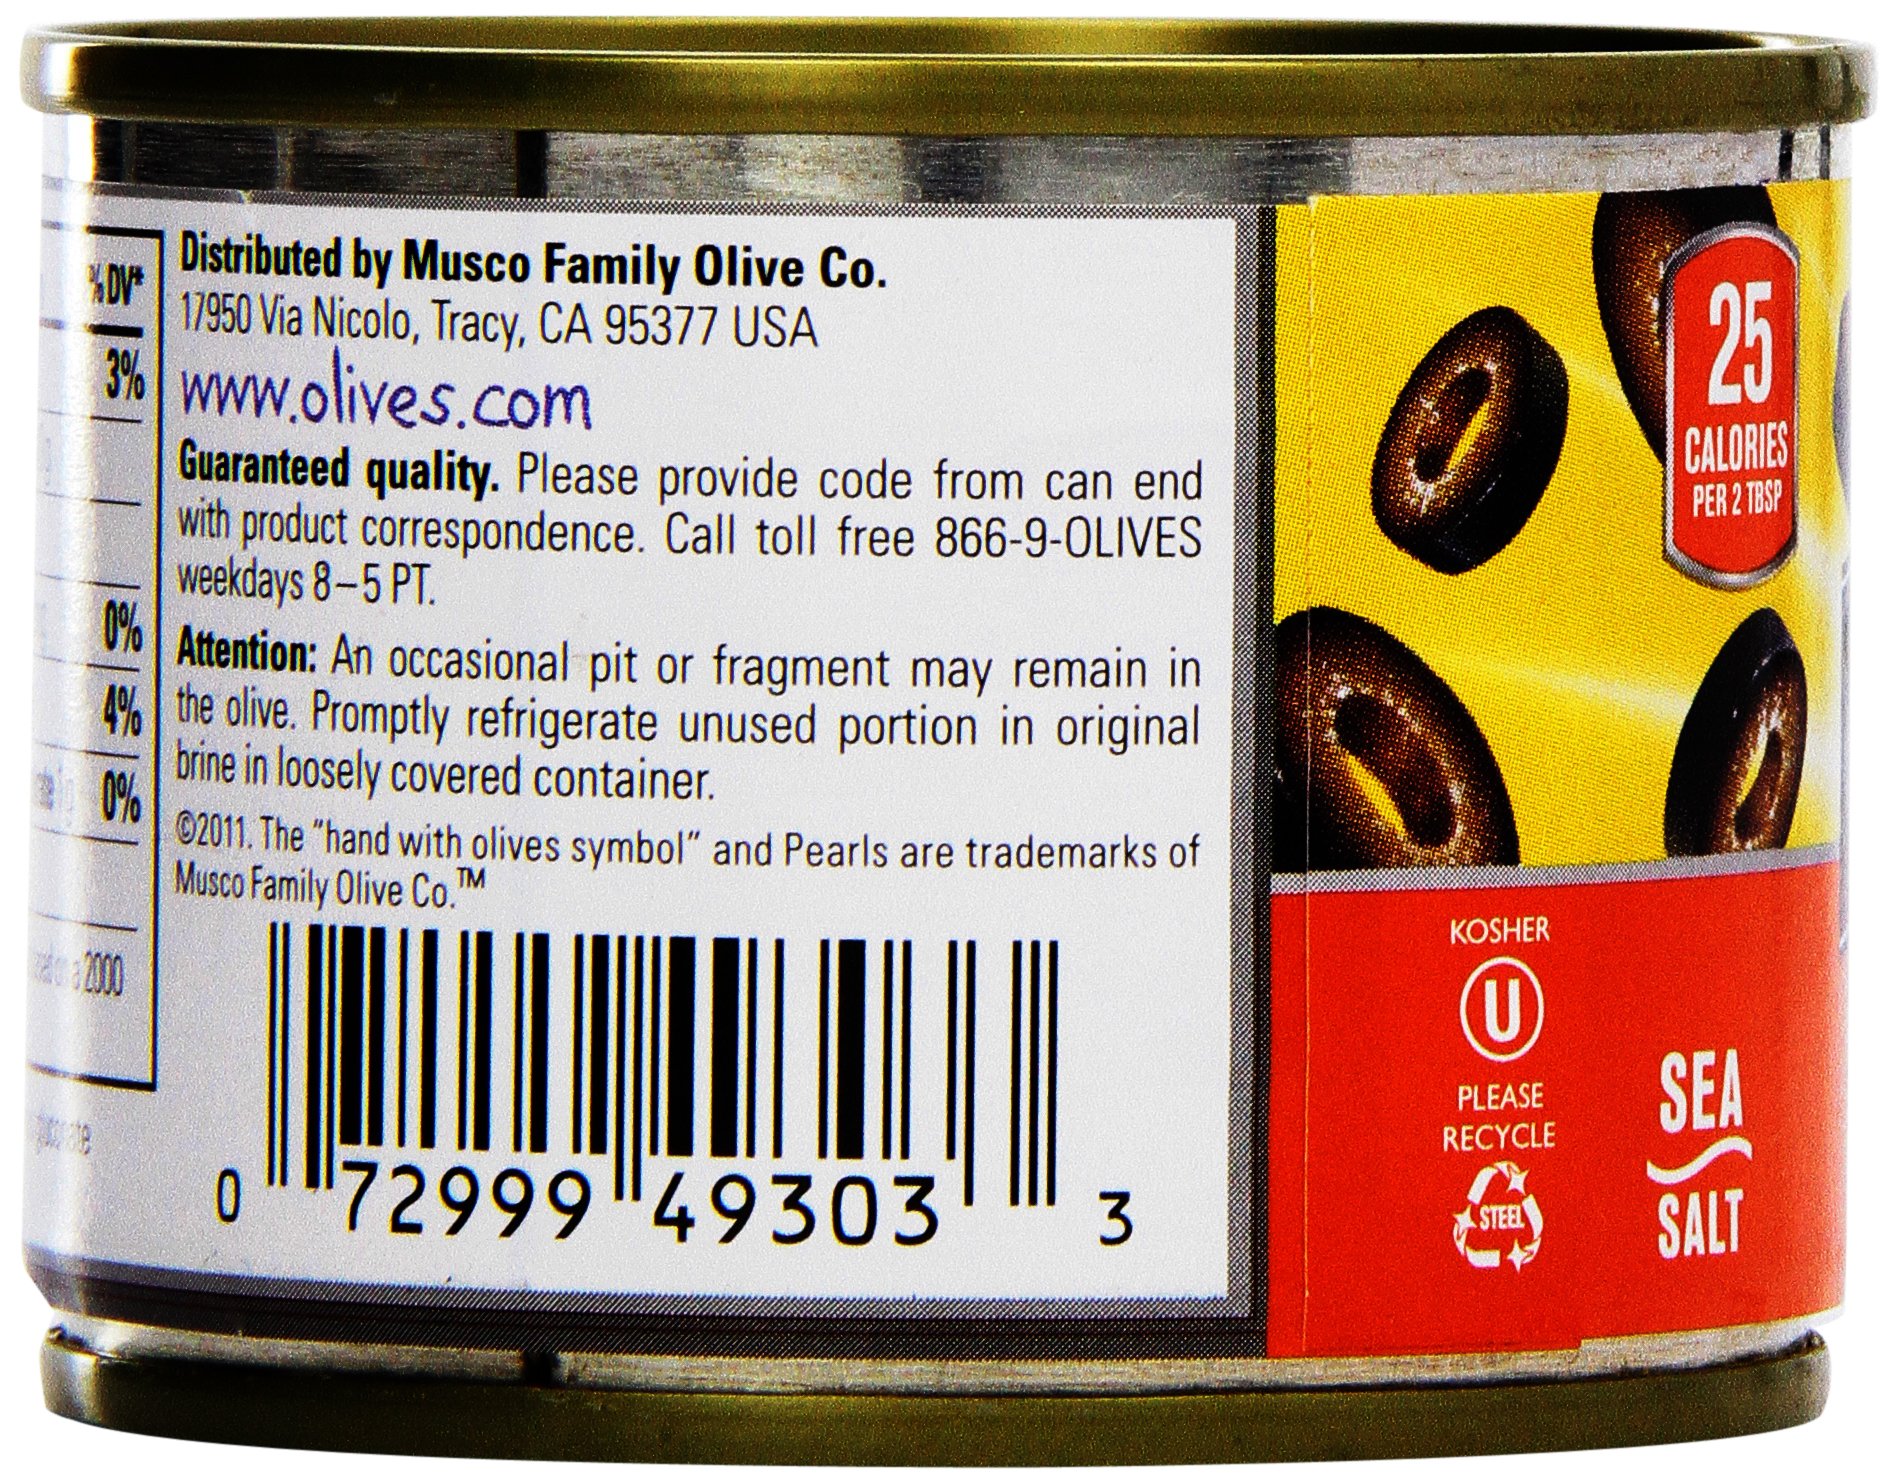 % DV*
3%
0%
4%
0%
2000
Distributed by Musco Family Olive Co.
17950 Via Nicolo, Tracy, CA 95377 USA
www.olives.com
Guaranteed quality. Please provide code from can end
with product correspondence. Call toll free 866-9-OLIVES
weekdays 8–5 PT.
Attention: An occasional pit or fragment may remain in
the olive. Promptly refrigerate unused portion in original
brine in loosely covered container.
©2011. The "hand with olives symbol" and Pearls are trademarks of
Musco Family Olive Co.™
0 72999 49303 3
25
CALORIES
PER 2 TBSP
KOSHER
U
PLEASE
RECYCLE
STEEL
SEA
SALT